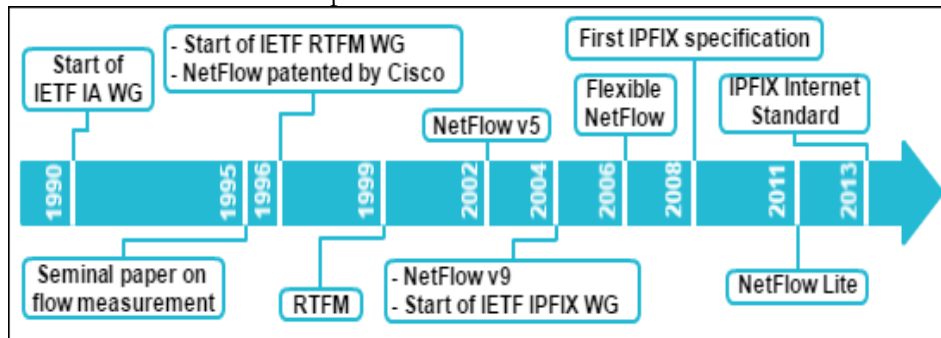 Start of
IETF IA WG
- Start of IETF RTFM WG
- NetFlow patented by Cisco
NetFlow v5
Flexible
NetFlow
First IPFIX specification
IPFIX Internet
Standard
1990
1995
1996
1999
2002
2004
2006
2008
2011
2013
Seminal paper on
flow measurement
RTFM
- NetFlow v9
- Start of IETF IPFIX WG
NetFlow Lite